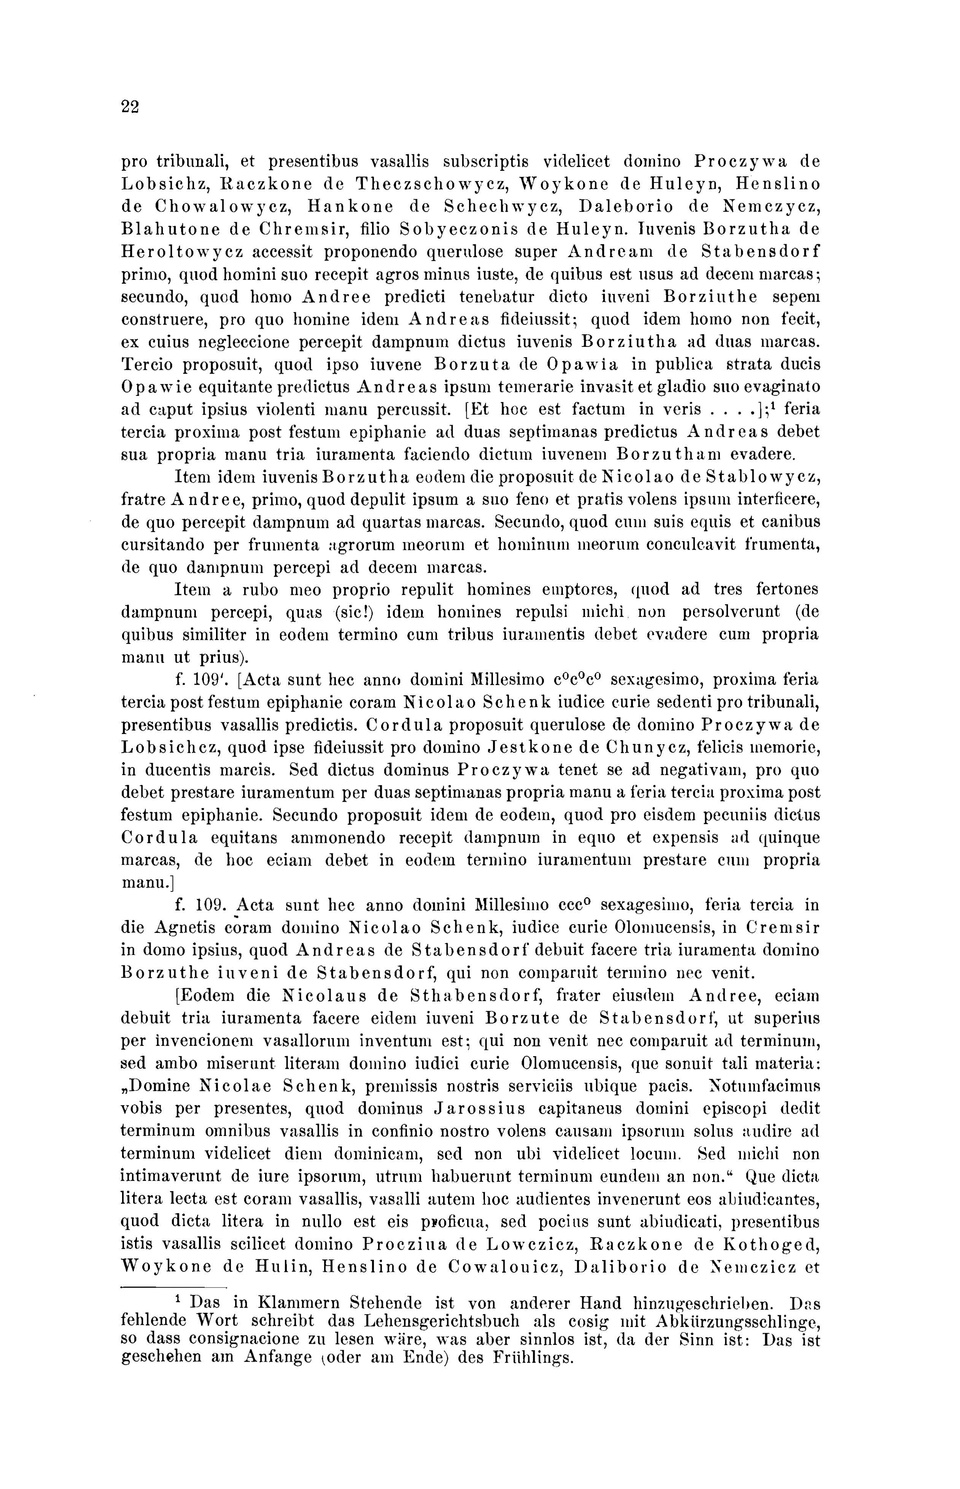 22
pro tribunali, et presentibus vasallis subscriptis videlicet domino Proczywa de
Lobsichz, Raczkone de Theczschowycz, Woykone de Huleyn, Henslino
de Chowalowycz, Hankone de Schechwycz, Daleborio de Nemczycz,
Blahutone de Chremsir, filio Sobyeczonis de Huleyn. Iuvenis Borzutha de
Heroltowycz accessit proponendo querulose super Andream de Stabensdorf
primo, quod homini suo recepit agros minus iuste, de quibus est usus ad decem marcas;
secundo, quod homo Andree predicti tenebatur dicto iuveni Borziuthe sepem
construere, pro quo homine idem Andreas fideiussit; quod idem homo non fecit,
ex cuius negleccione percepit dampnum dictus iuvenis Borziutha ad duas marcas.
Tercio proposuit, quod ipso iuvene Borzuta de Opawia in publica strata ducis
Opawie equitante predictus Andreas ipsum temerarie invasit et gladio suo evaginato
ad caput ipsius violenti manu percussit. [Et hoc est factum in veris . . . .];¹ feria
tercia proxima post festum epiphanie ad duas septimanas predictus Andreas debet
sua propria manu tria iuramenta faciendo dictum iuvenem Borzutham evadere.
Item idem iuvenis Borzutha eodem die proposuit de Nicolao de Stablowycz,
fratre Andree, primo, quod depulit ipsum a suo feno et pratis volens ipsum interficere,
de quo percepit dampnum ad quartas marcas. Secundo, quod cum suis equis et canibus
cursitando per frumenta agrorum meorum et hominum meorum conculcavit frumenta,
de quo dampnum percepi ad decem marcas.
Item a rubo meo proprio repulit homines emptores, quod ad tres fertones
dampnum percepi, quas (sic!) idem homines repulsi michi non persolverunt (de
quibus similiter in eodem termino cum tribus iuramentis debet evadere cum propria
manu ut prius).
f. 109'. [Acta sunt hec anno domini Millesimo cºcºcº sexagesimo, proxima feria
tercia post festum epiphanie coram Nicolao Schenk iudice curie sedenti pro tribunali,
presentibus vasallis predictis. Cordula proposuit querulose de domino Proczywa de
Lobsichcz, quod ipse fideiussit pro domino Jestkone de Chunycz, felicis memorie,
in ducentis marcis. Sed dictus dominus Proczywa tenet se ad negativam, pro quo
debet prestare iuramentum per duas septimanas propria manu a feria tercia proxima post
festum epiphanie. Secundo proposuit idem de eodem, quod pro eisdem pecuniis dictus
Cordula equitans ammonendo recepit dampnum in equo et expensis ad quinque
marcas, de hoc eciam debet in eodem termino iuramentum prestare cum propria
manu.]
f. 109. Acta sunt hec anno domini Millesimo cccº sexagesimo, feria tercia in
die Agnetis coram domino Nicolao Schenk, iudice curie Olomucensis, in Cremsir
in domo ipsius, quod Andreas de Stabensdorf debuit facere tria iuramenta domino
Borzuthe iuveni de Stabensdorf, qui non comparuit termino nec venit.
[Eodem die Nicolaus de Sthabensdorf, frater eiusdem Andree, eciam
debuit tria iuramenta facere eidem iuveni Borzute de Stabensdorf, ut superius
per invencionem vasallorum inventum est; qui non venit nec comparuit ad terminum,
sed ambo miserunt literam domino iudici curie Olomucensis, que sonuit tali materia:
„Domine Nicolae Schenk, premissis nostris serviciis ubique pacis. Notumfacimus
vobis per presentes, quod dominus Jarossius capitaneus domini episcopi dedit
terminum omnibus vasallis in confinio nostro volens causam ipsorum solus audire ad
terminum videlicet diem dominicam, sed non ubi videlicet locum. Sed michi non
intimaverunt de iure ipsorum, utrum habuerunt terminum eundem an non.“ Que dicta
litera lecta est coram vasallis, vasalli autem hoc audientes invenerunt eos abiudicantes,
quod dicta litera in nullo est eis proficua, sed pocius sunt abiudicati, presentibus
istis vasallis scilicet domino Procziua de Lowczicz, Raczkone de Kothoged,
Woykone de Hulin, Henslino de Cowalouicz, Daliborio de Nemczicz et
¹ Das in Klammern Stehende ist von anderer Hand hinzugeschrieben. Das
fehlende Wort schreibt das Lehensgerichtsbuch als cosig mit Abkürzungsschlinge,
so dass consignacione zu lesen wäre, was aber sinnlos ist, da der Sinn ist: Das ist
geschehen am Anfange (oder am Ende) des Frühlings.